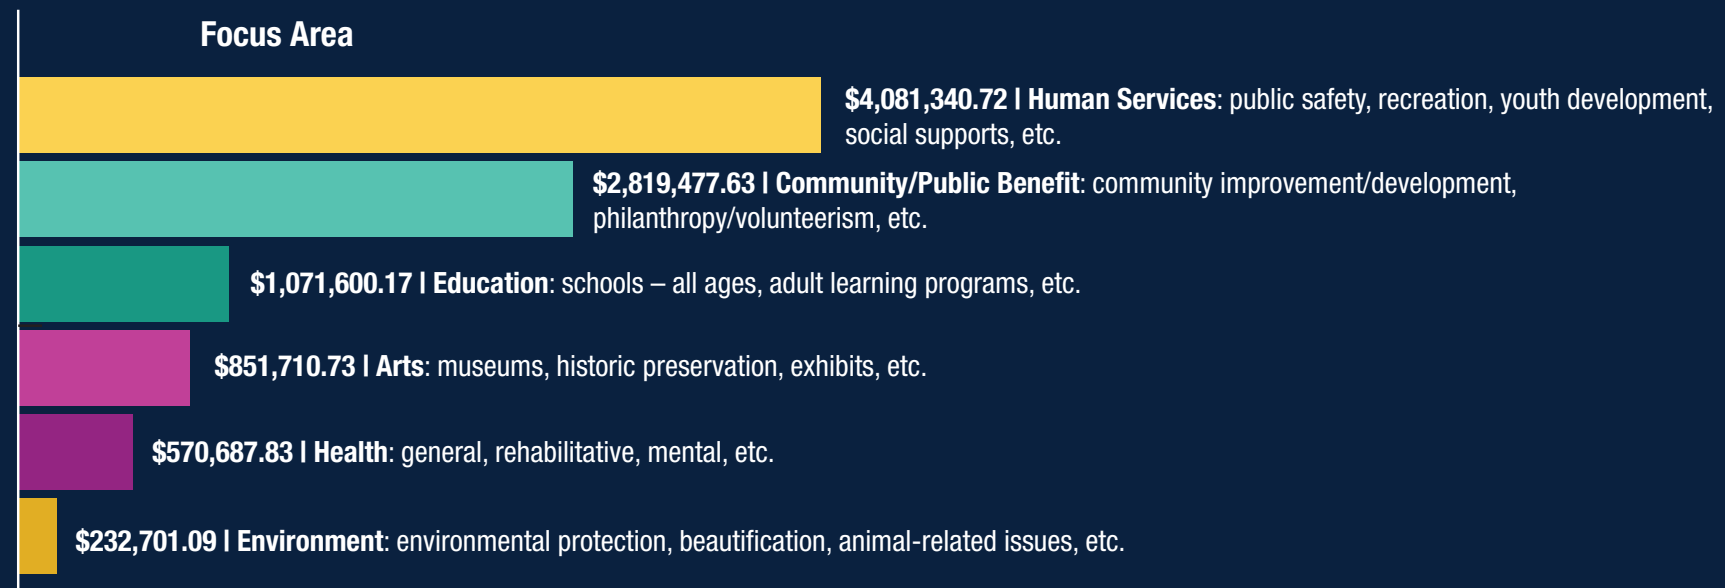 Focus Area
$4,081,340.72 | Human Services: public safety, recreation, youth development,
social supports, etc.
$2,819,477.63 | Community/Public Benefit: community improvement/development,
philanthropy/volunteerism, etc.
$1,071,600.17 | Education: schools – all ages, adult learning programs, etc.
$851,710.73 | Arts: museums, historic preservation, exhibits, etc.
$570,687.83 | Health: general, rehabilitative, mental, etc.
$232,701.09 | Environment: environmental protection, beautification, animal-related issues, etc.